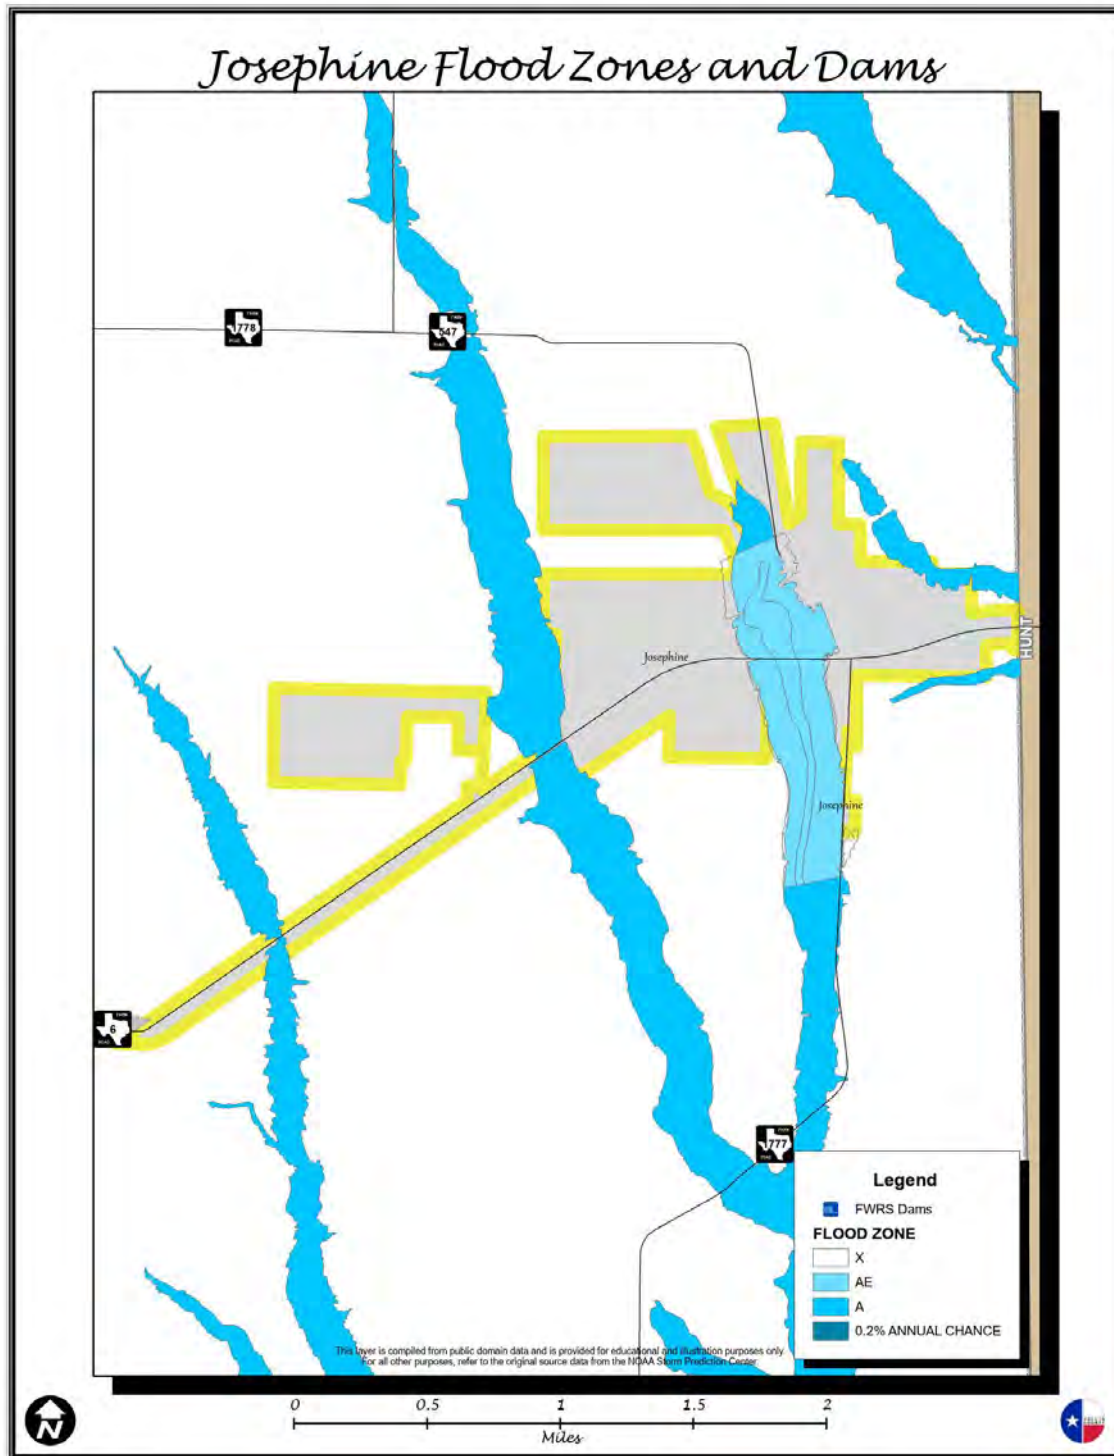 Josephine Flood Zones and Dams
778
547
Josephine
HUNT
Josephine
6
777
Legend
FWRS Dams
FLOOD ZONE
X
AE
A
0.2% ANNUAL CHANCE
This layer is compiled from public domain data and is provided for educational and illustration purposes only.
For all other purposes, refer to the original source data from the NOAA Storm Prediction Center
0 0.5 1 1.5 2
Miles
N